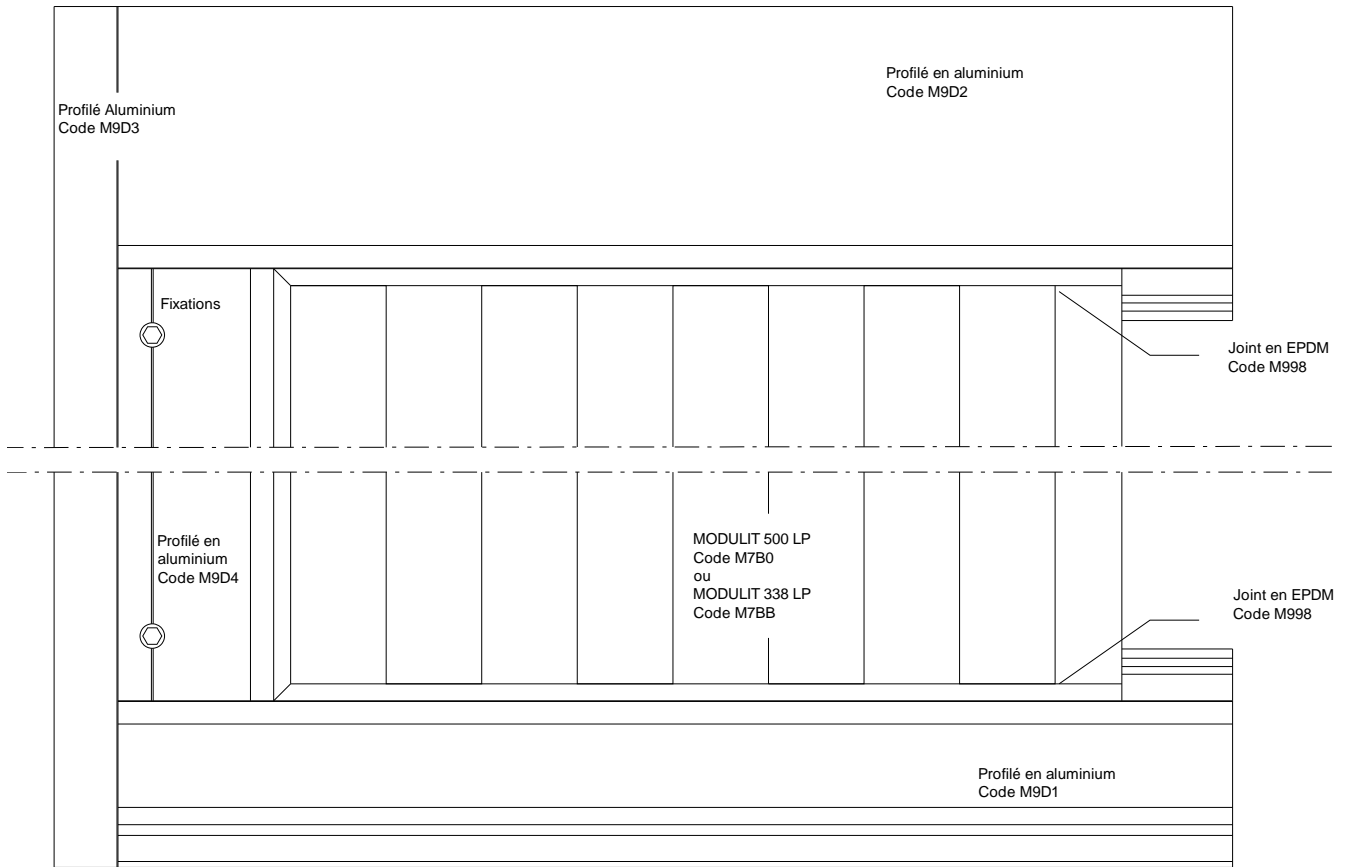 Profilé en aluminium
Code M9D2
Profilé Aluminium
Code M9D3
Fixations
Joint en EPDM
Code M998
Profilé en
aluminium
Code M9D4
MODULIT 500 LP
Code M7B0
ou
MODULIT 338 LP
Code M7BB
Joint en EPDM
Code M998
Profilé en aluminium
Code M9D1